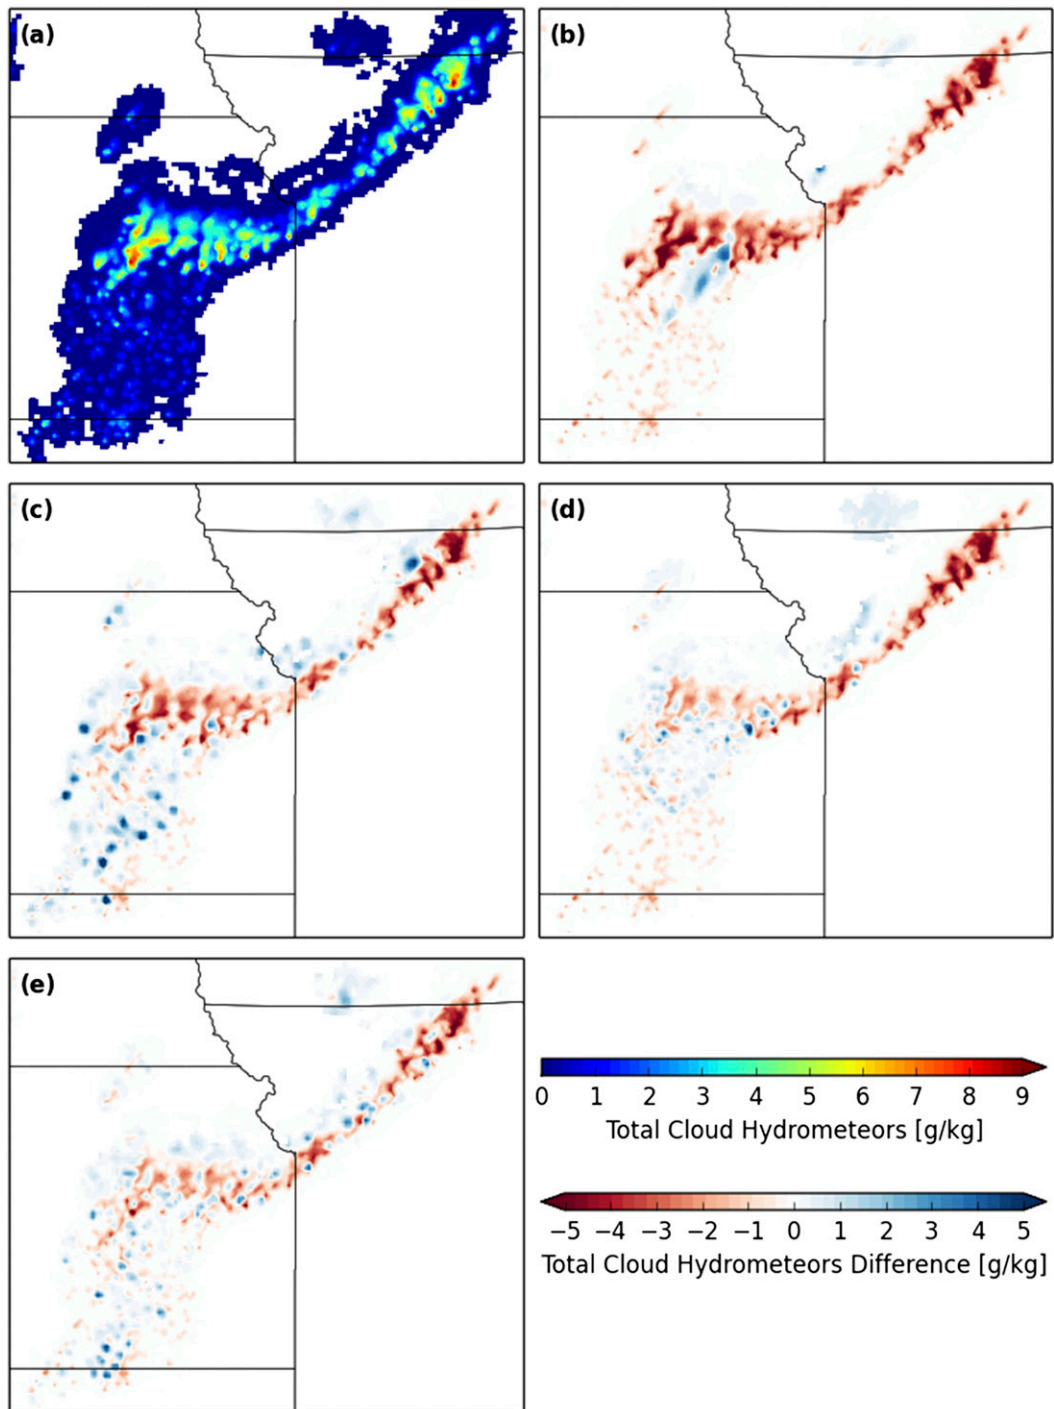 (a)
(b)
(c)
(d)
(e)
0 1 2 3 4 5 6 7 8 9
Total Cloud Hydrometeors [g/kg]
−5 −4 −3 −2 −1 0 1 2 3 4 5
Total Cloud Hydrometeors Difference [g/kg]